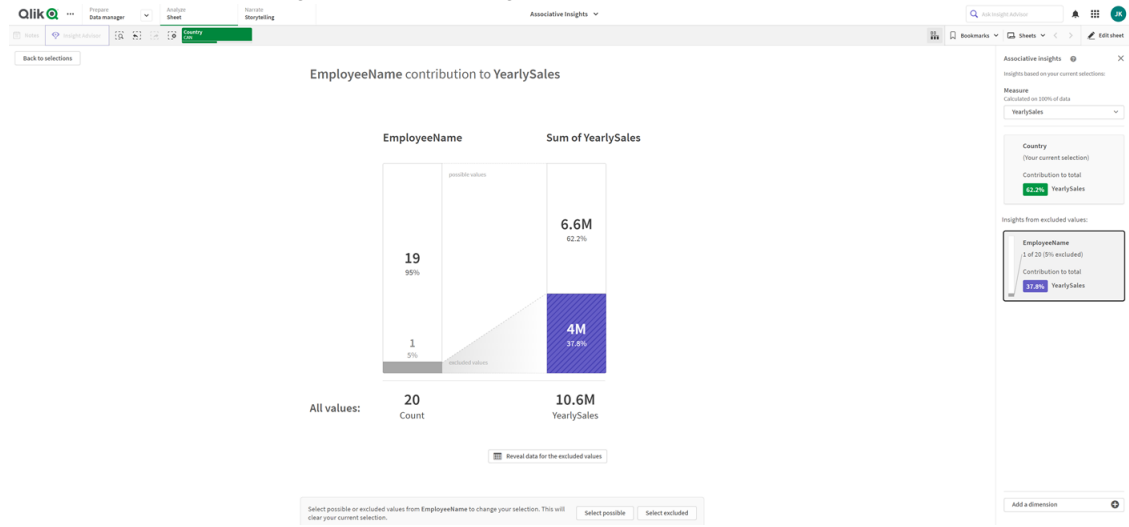 Qlik
Prepare
Data manager
Analyze
Sheet
Narrate
Storytelling
Associative Insights
Ask Insight Advisor
JK
Notes
Insight Advisor
Country
CAN
Bookmarks
Sheets
Edit sheet
Back to selections
EmployeeName contribution to YearlySales
EmployeeName
Sum of YearlySales
possible values
6.6M
62.2%
19
95%
4M
37.8%
1
5%
excluded values
All values:
20
Count
10.6M
YearlySales
Reveal data for the excluded values
Select possible or excluded values from EmployeeName to change your selection. This will
clear your current selection.
Select possible
Select excluded
Associative insights
Insights based on your current selections:
Measure
Calculated on 100% of data
YearlySales
Country
(Your current selection)
Contribution to total
62.2% YearlySales
Insights from excluded values:
EmployeeName
1 of 20 (5% excluded)
Contribution to total
37.8% YearlySales
Add a dimension